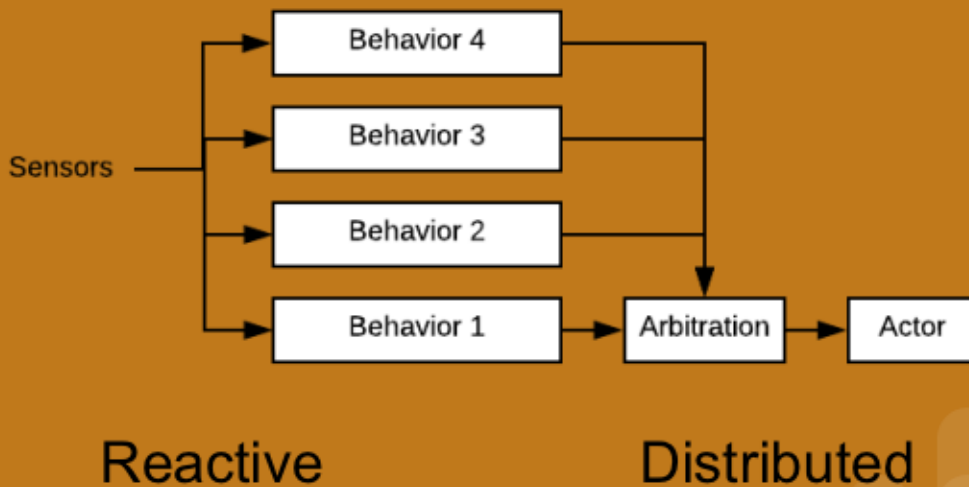 Behavior 4
Behavior 3
Sensors
Behavior 2
Behavior 1
Arbitration
Actor
Reactive
Distributed